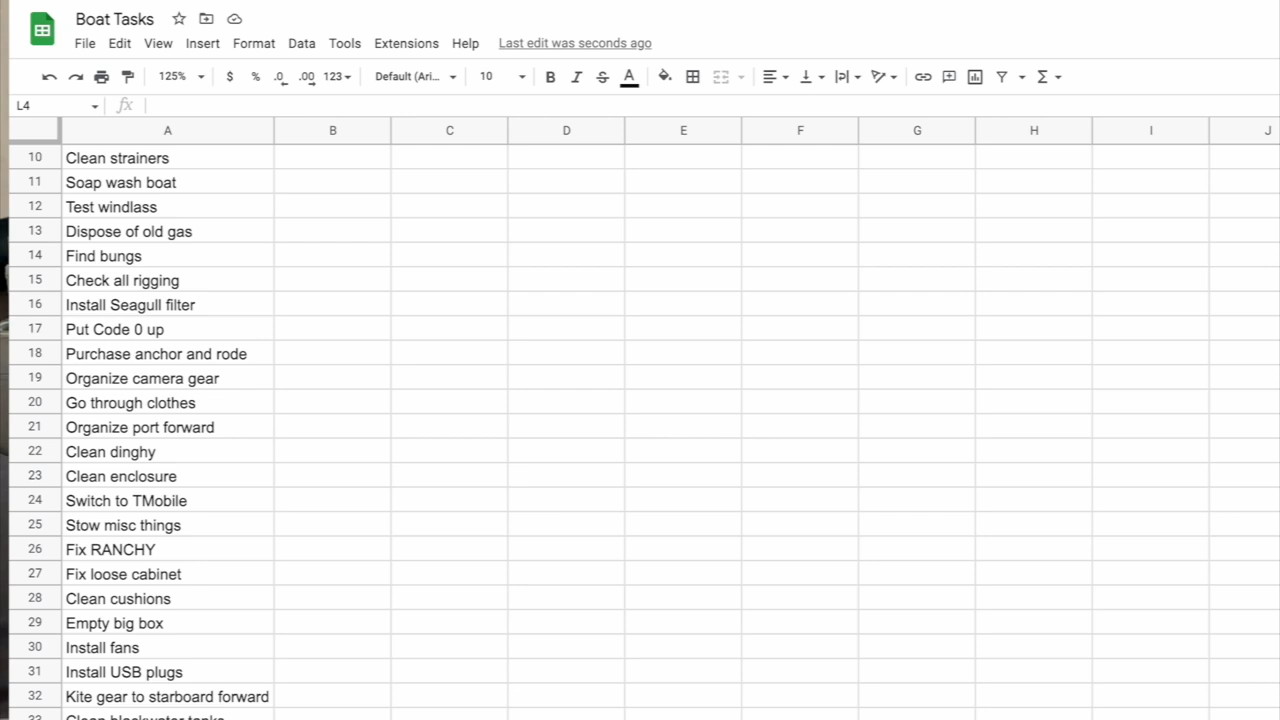 Boat Tasks
File Edit View Insert Format Data Tools Extensions Help Last edit was seconds ago
125% $ % .0 .00 123 Default (Ari... 10 B I S A Σ
L4 fx
A B C D E F G H I J
10 Clean strainers
11 Soap wash boat
12 Test windlass
13 Dispose of old gas
14 Find bungs
15 Check all rigging
16 Install Seagull filter
17 Put Code 0 up
18 Purchase anchor and rode
19 Organize camera gear
20 Go through clothes
21 Organize port forward
22 Clean dinghy
23 Clean enclosure
24 Switch to TMobile
25 Stow misc things
26 Fix RANCHY
27 Fix loose cabinet
28 Clean cushions
29 Empty big box
30 Install fans
31 Install USB plugs
32 Kite gear to starboard forward
33 Clean blackwater tanks